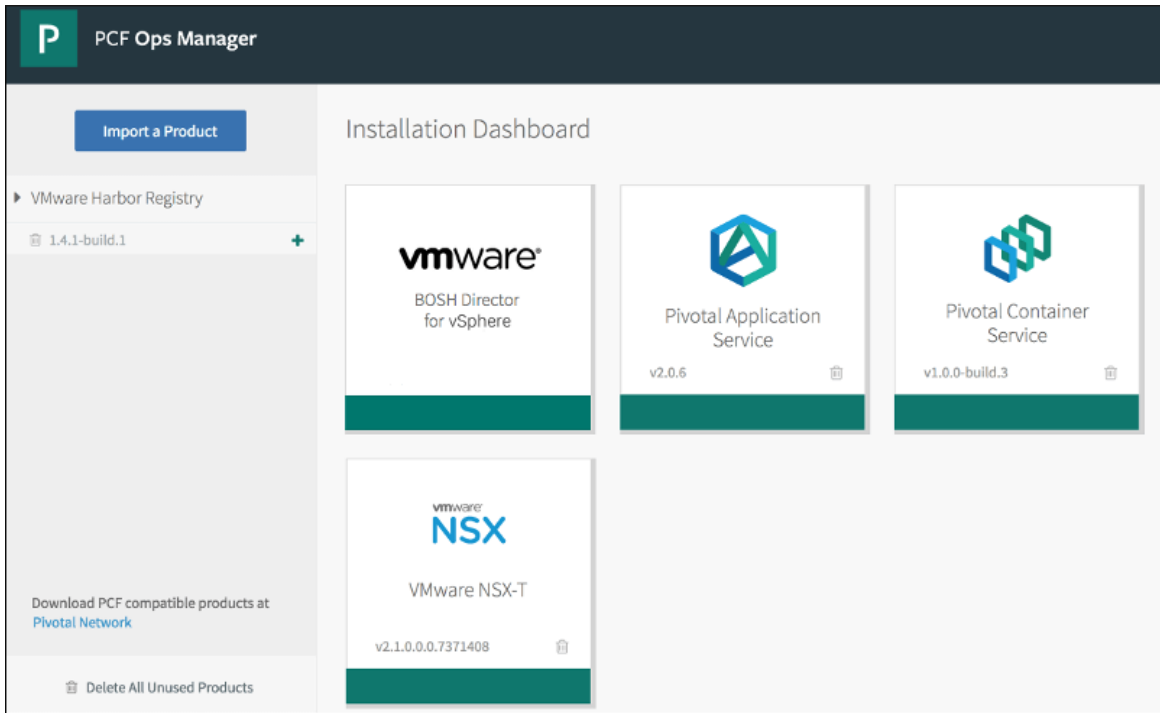 P
PCF Ops Manager
Import a Product
VMware Harbor Registry
1.4.1-build.1
+
Download PCF compatible products at
Pivotal Network
Delete All Unused Products
Installation Dashboard
vmware®
BOSH Director
for vSphere
Pivotal Application
Service
v2.0.6
Pivotal Container
Service
v1.0.0-build.3
vmware
NSX
VMware NSX-T
v2.1.0.0.0.7371408